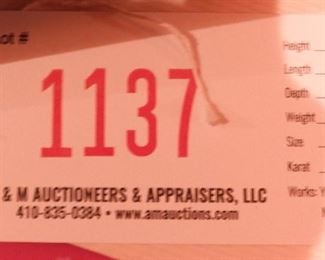 ot #
1137
& M AUCTIONEERS & APPRAISERS, LLC
410-835-0384 • www.amauctions.com
Height
Length
Depth
Weight
Size
Karat
Works: Y